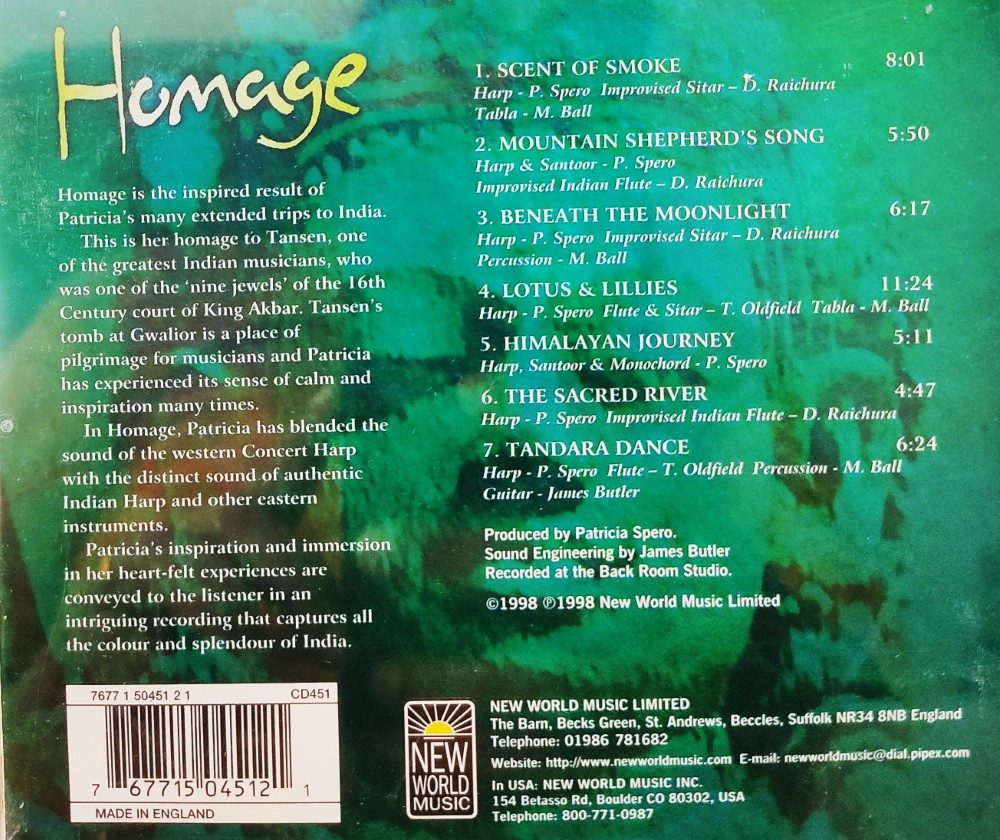 Homage
Homage is the inspired result of
Patricia's many extended trips to India.
This is her homage to Tansen, one
of the greatest Indian musicians, who
was one of the 'nine jewels' of the 16th
Century court of King Akbar. Tansen's
tomb at Gwalior is a place of
pilgrimage for musicians and Patricia
has experienced its sense of calm and
inspiration many times.
In Homage, Patricia has blended the
sound of the western Concert Harp
with the distinct sound of authentic
Indian Harp and other eastern
instruments.
Patricia's inspiration and immersion
in her heart-felt experiences are
conveyed to the listener in an
intriguing recording that captures all
the colour and splendour of India.
1. SCENT OF SMOKE 8:01
Harp - P. Spero Improvised Sitar – D. Raichura
Tabla - M. Ball
2. MOUNTAIN SHEPHERD'S SONG 5:50
Harp & Santoor - P. Spero
Improvised Indian Flute – D. Raichura
3. BENEATH THE MOONLIGHT 6:17
Harp - P. Spero Improvised Sitar – D. Raichura
Percussion - M. Ball
4. LOTUS & LILLIES 11:24
Harp - P. Spero Flute & Sitar – T. Oldfield Tabla - M. Ball
5. HIMALAYAN JOURNEY 5:11
Harp, Santoor & Monochord - P. Spero
6. THE SACRED RIVER 4:47
Harp - P. Spero Improvised Indian Flute – D. Raichura
7. TANDARA DANCE 6:24
Harp - P. Spero Flute – T. Oldfield Percussion - M. Ball
Guitar - James Butler
Produced by Patricia Spero.
Sound Engineering by James Butler
Recorded at the Back Room Studio.
©1998 ℗1998 New World Music Limited
7677 1 50451 2 1 CD451
7 67715 04512 1
MADE IN ENGLAND
NEW
WORLD
MUSIC
NEW WORLD MUSIC LIMITED
The Barn, Becks Green, St. Andrews, Beccles, Suffolk NR34 8NB England
Telephone: 01986 781682
Website: http://www.newworldmusic.com E-mail: newworldmusic@dial.pipex.com
In USA: NEW WORLD MUSIC INC.
154 Betasso Rd, Boulder CO 80302, USA
Telephone: 800-771-0987